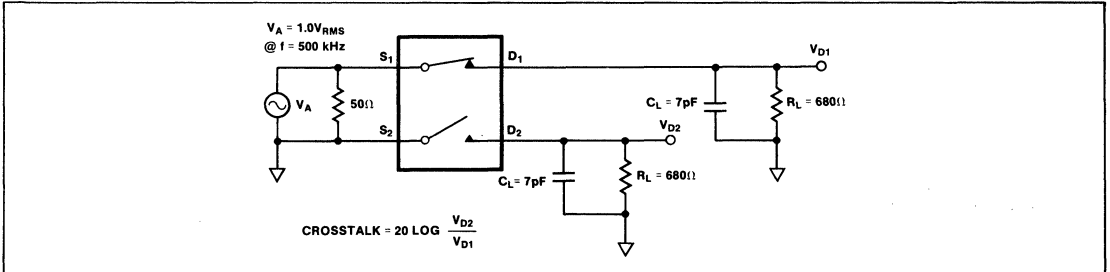 V_A = 1.0V_RMS
@ f = 500 kHz
S_1
D_1
V_D1
V_A
50Ω
C_L = 7pF
R_L = 680Ω
S_2
D_2
V_D2
C_L = 7pF
R_L = 680Ω
CROSSTALK = 20 LOG V_D2 / V_D1